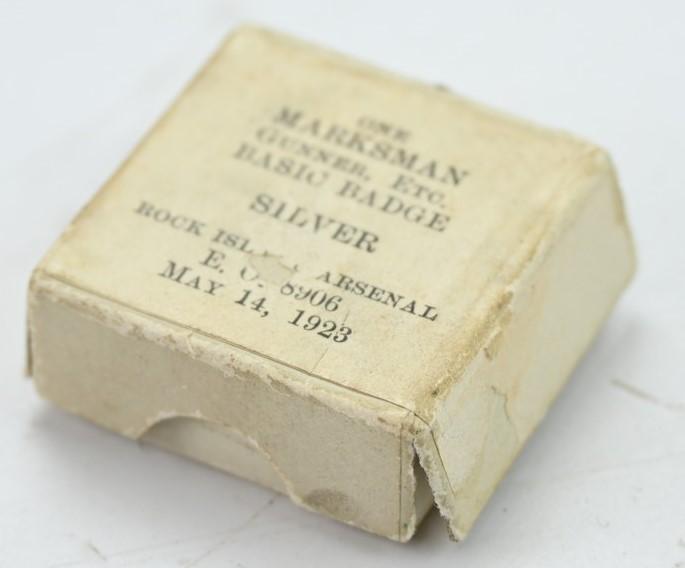 ONE
MARKSMAN
GUNNER, ETC.
BASIC BADGE
SILVER
ROCK ARSENAL
E. O. 8906
MAY 14, 1923